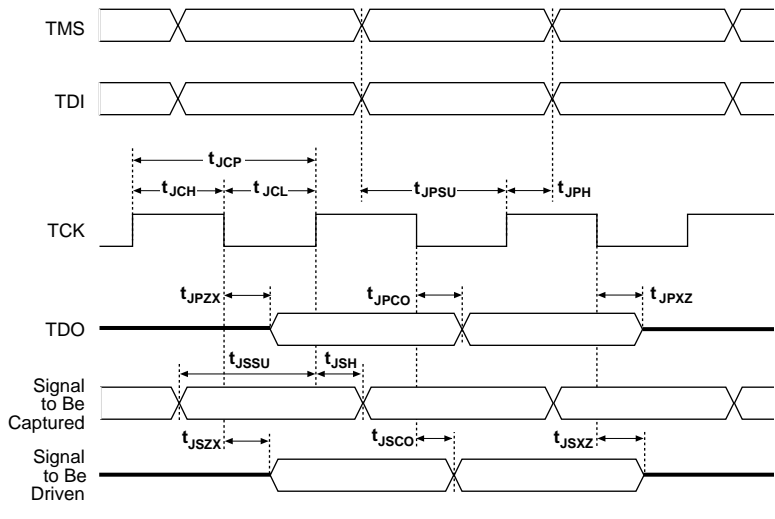 TMS
TDI
tJCP
tJCH
tJCL
tJPSU
tJPH
TCK
tJPZX
tJPCO
tJPXZ
TDO
tJSSU
tJSH
Signal
to Be
Captured
tJSZX
tJSCO
tJSXZ
Signal
to Be
Driven